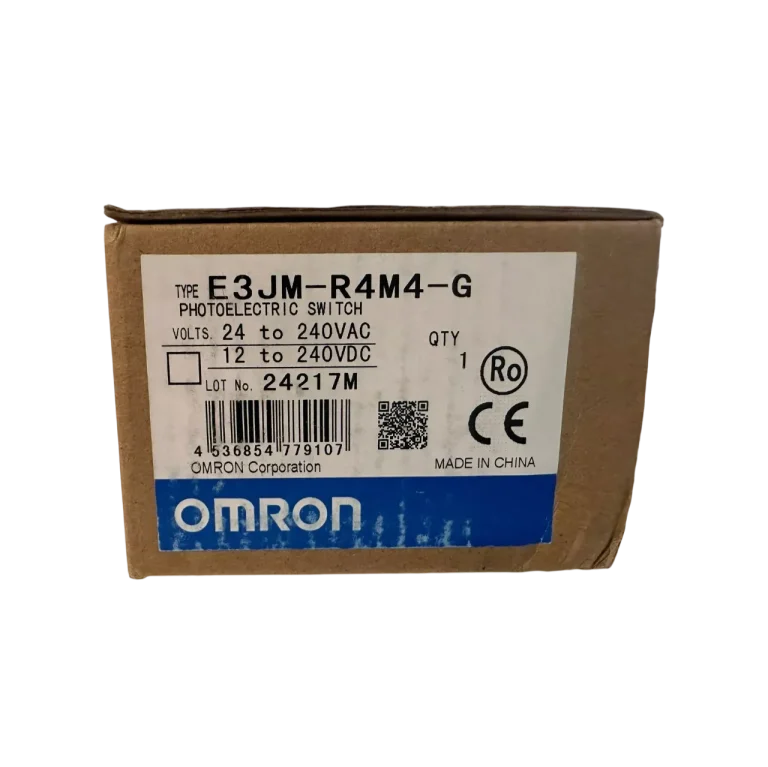 TYPE E3JM-R4M4-G
PHOTOELECTRIC SWITCH
VOLTS. 24 to 240VAC
12 to 240VDC
QTY
1
Ro
LOT No. 24217M
CE
4 536854 779107
OMRON Corporation
MADE IN CHINA
OMRON